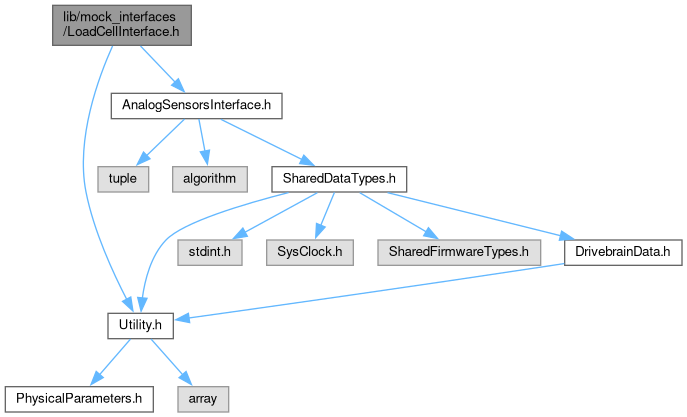 lib/mock_interfaces
/LoadCellInterface.h
AnalogSensorsInterface.h
tuple
algorithm
SharedDataTypes.h
stdint.h
SysClock.h
SharedFirmwareTypes.h
DrivebrainData.h
Utility.h
PhysicalParameters.h
array